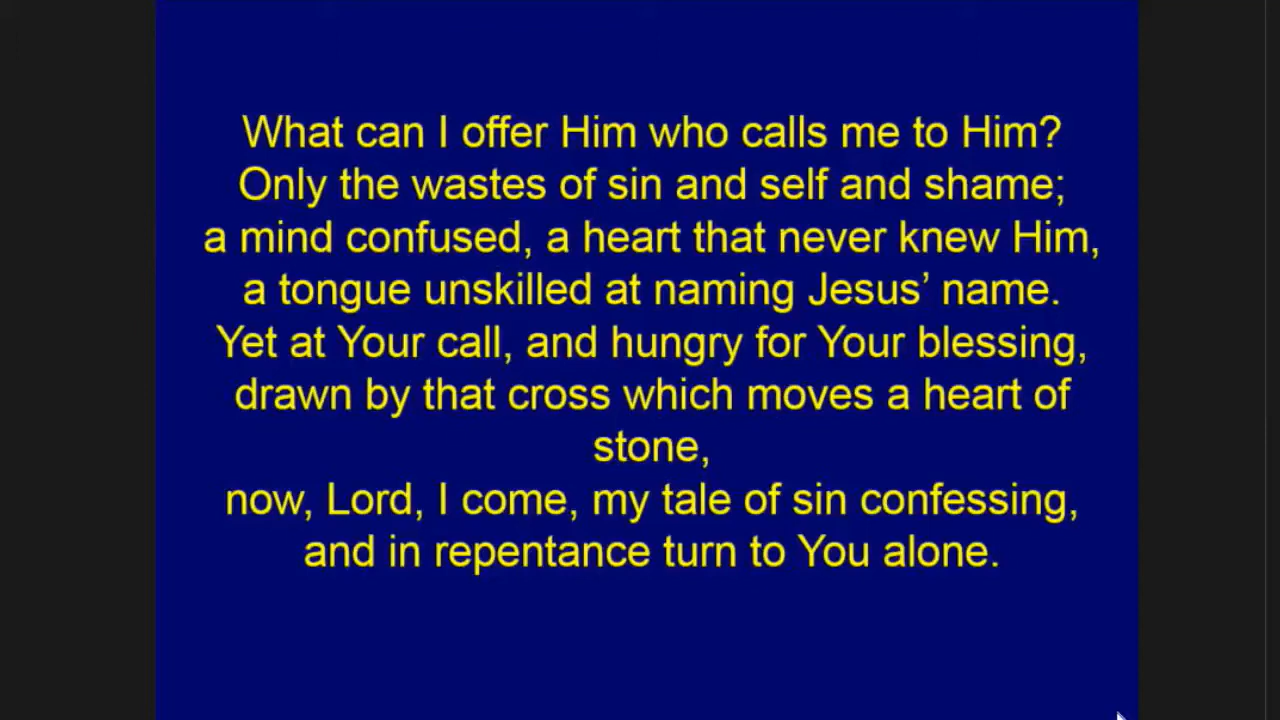 What can I offer Him who calls me to Him?
Only the wastes of sin and self and shame;
a mind confused, a heart that never knew Him,
a tongue unskilled at naming Jesus’ name.
Yet at Your call, and hungry for Your blessing,
drawn by that cross which moves a heart of
stone,
now, Lord, I come, my tale of sin confessing,
and in repentance turn to You alone.